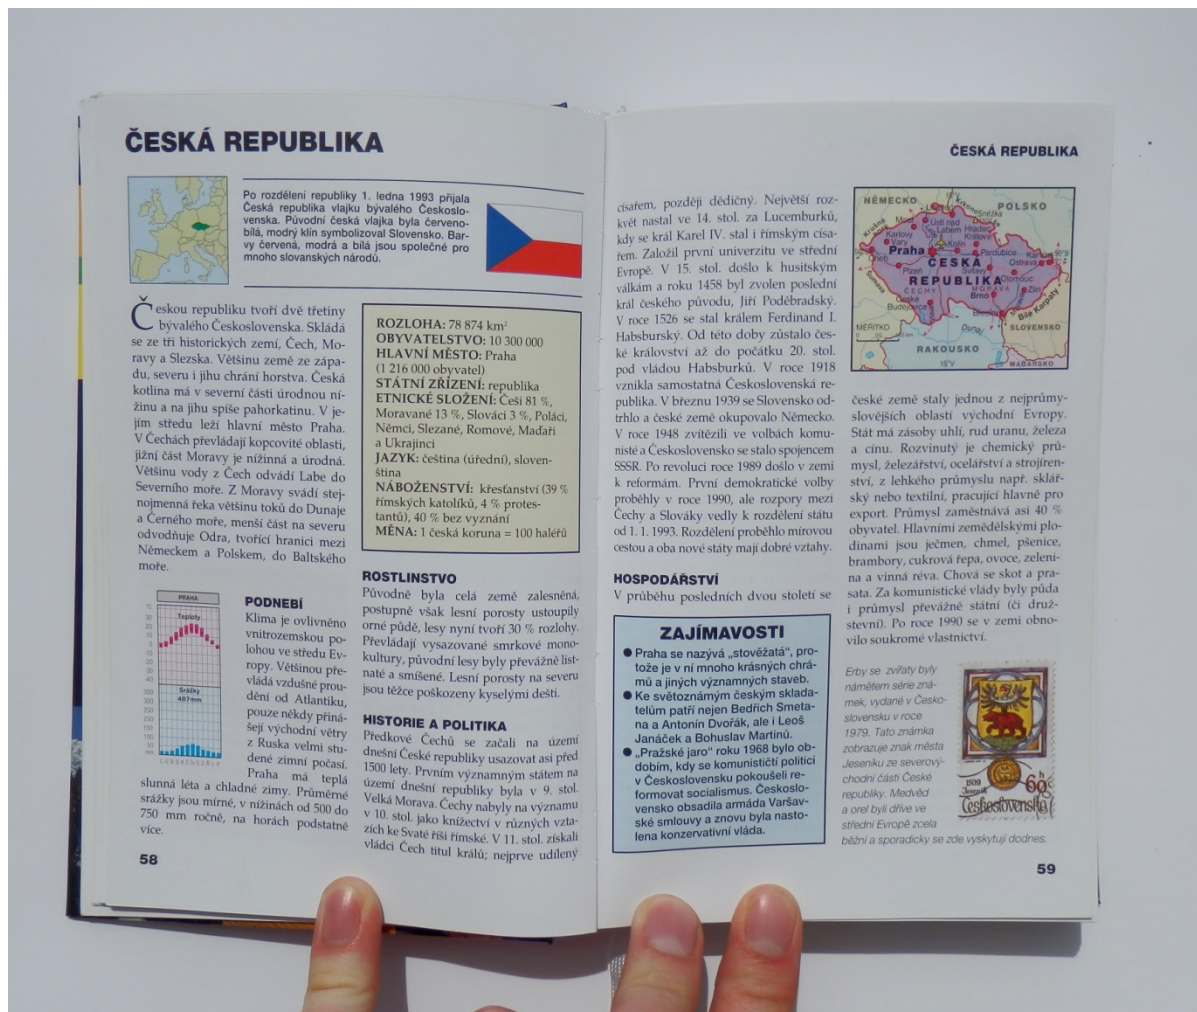 ČESKÁ REPUBLIKA
Po rozdělení republiky 1. ledna 1993 přijala
Česká republika vlajku bývalého Českoslo-
venska. Původní česká vlajka byla červeno-
bílá, modrý klín symbolizoval Slovensko. Bar-
vy červená, modrá a bílá jsou společné pro
mnoho slovanských národů.
Českou republiku tvoří dvě třetiny
bývalého Československa. Skládá
se ze tří historických zemí, Čech, Mo-
ravy a Slezska. Většinu země ze zápa-
du, severu i jihu chrání horstva. Česká
kotlina má v severní části úrodnou ní-
žinu a na jihu spíše pahorkatinu. V je-
jím středu leží hlavní město Praha.
V Čechách převládají kopcovité oblasti,
jižní část Moravy je nížinná a úrodná.
Většinu vody z Čech odvádí Labe do
Severního moře. Z Moravy svádí stej-
nojmenná řeka většinu toků do Dunaje
a Černého moře, menší část na severu
odvodňuje Odra, tvořící hranici mezi
Německem a Polskem, do Baltského
moře.
PRAHA
Teploty
Srážky
487mm
PODNEBÍ
Klima je ovlivněno
vnitrozemskou po-
lohou ve středu Ev-
ropy. Většinou pře-
vládá vzdušné prou-
dění od Atlantiku,
pouze někdy přiná-
šejí východní větry
z Ruska velmi stu-
dené zimní počasí.
Praha má teplá
slunná léta a chladné zimy. Průměrné
srážky jsou mírné, v nížinách od 500 do
750 mm ročně, na horách podstatně
více.
58
ROZLOHA: 78 874 km²
OBYVATELSTVO: 10 300 000
HLAVNÍ MĚSTO: Praha
(1 216 000 obyvatel)
STÁTNÍ ZŘÍZENÍ: republika
ETNICKÉ SLOŽENÍ: Češi 81 %,
Moravané 13 %, Slováci 3 %, Poláci,
Němci, Slezané, Romové, Maďaři
a Ukrajinci
JAZYK: čeština (úřední), sloven-
ština
NÁBOŽENSTVÍ: křesťanství (39 %
římských katolíků, 4 % protes-
tantů), 40 % bez vyznání
MĚNA: 1 česká koruna = 100 haléřů
ROSTLINSTVO
Původně byla celá země zalesněná,
postupně však lesní porosty ustoupily
orné půdě, lesy nyní tvoří 30 % rozlohy.
Převládají vysazované smrkové mono-
kultury, původní lesy byly převážně list-
naté a smíšené. Lesní porosty na severu
jsou těžce poškozeny kyselými dešti.
HISTORIE A POLITIKA
Předkové Čechů se začali na území
dnešní České republiky usazovat asi před
1500 lety. Prvním významným státem na
území dnešní republiky byla v 9. stol.
Velká Morava. Čechy nabyly na významu
v 10. stol. jako knížectví v různých vzta-
zích ke Svaté říši římské. V 11. stol. získali
vládci Čech titul králů; nejprve udílený
ČESKÁ REPUBLIKA
císařem, později dědičný. Největší roz-
květ nastal ve 14. stol. za Lucemburků,
kdy se král Karel IV. stal i římským císa-
řem. Založil první univerzitu ve střední
Evropě. V 15. stol. došlo k husitským
válkám a roku 1458 byl zvolen poslední
král českého původu, Jiří Poděbradský.
V roce 1526 se stal králem Ferdinand I.
Habsburský. Od této doby zůstalo čes-
ké království až do počátku 20. stol.
pod vládou Habsburků. V roce 1918
vznikla samostatná Československá re-
publika. V březnu 1939 se Slovensko od-
trhlo a české země okupovalo Německo.
V roce 1948 zvítězili ve volbách komu-
nisté a Československo se stalo spojencem
SSSR. Po revoluci roce 1989 došlo v zemi
k reformám. První demokratické volby
proběhly v roce 1990, ale rozpory mezi
Čechy a Slováky vedly k rozdělení státu
od 1. 1. 1993. Rozdělení proběhlo mírovou
cestou a oba nové státy mají dobré vztahy.
HOSPODÁŘSTVÍ
V průběhu posledních dvou století se
ZAJÍMAVOSTI
● Praha se nazývá „stověžatá“, pro-
tože je v ní mnoho krásných chrá-
mů a jiných významných staveb.
● Ke světoznámým českým sklada-
telům patří nejen Bedřich Smeta-
na a Antonín Dvořák, ale i Leoš
Janáček a Bohuslav Martinů.
● „Pražské jaro“ roku 1968 bylo ob-
dobím, kdy se komunističtí politici
v Československu pokoušeli re-
formovat socialismus. Českoslo-
vensko obsadila armáda Varšav-
ské smlouvy a znovu byla nasto-
lena konzervativní vláda.
NĚMECKO
POLSKO
Krkonoše
Sněžka
Krušné
Most
Ústí nad
Labem
Hradec
Králové
Karlovy
Vary
Kolín
Praha
Cheb
Pardubice
Ostrava
ČESKÁ
Plzeň
Svitavy
Olomouc
REPUBLIKA
Šumava
ČECHY
MORAVA
Zlín
České
Budějovice
Brno
Břeclav
Bílé Karpaty
MĚŘÍTKO
Dunaj
SLOVENSKO
RAKOUSKO
MAĎARSKO
české země staly jednou z nejprůmy-
slovějších oblastí východní Evropy.
Stát má zásoby uhlí, rud uranu, železa
a cínu. Rozvinutý je chemický prů-
mysl, železářství, ocelářství a strojíren-
ství, z lehkého průmyslu např. sklář-
ský nebo textilní, pracující hlavně pro
export. Průmysl zaměstnává asi 40 %
obyvatel. Hlavními zemědělskými plo-
dinami jsou ječmen, chmel, pšenice,
brambory, cukrová řepa, ovoce, zeleni-
na a vinná réva. Chová se skot a pra-
sata. Za komunistické vlády byly půda
i průmysl převážně státní (či druž-
stevní). Po roce 1990 se v zemi obno-
vilo soukromé vlastnictví.
Erby se zvířaty byly
námětem série zná-
mek, vydané v Česko-
slovensku v roce
1979. Tato známka
zobrazuje znak města
Jeseníku ze severový-
chodní části České
republiky. Medvěd
a orel byli dříve ve
střední Evropě zcela
běžní a sporadicky se zde vyskytují dodnes.
1509
Jeseník
60h
Československo
59